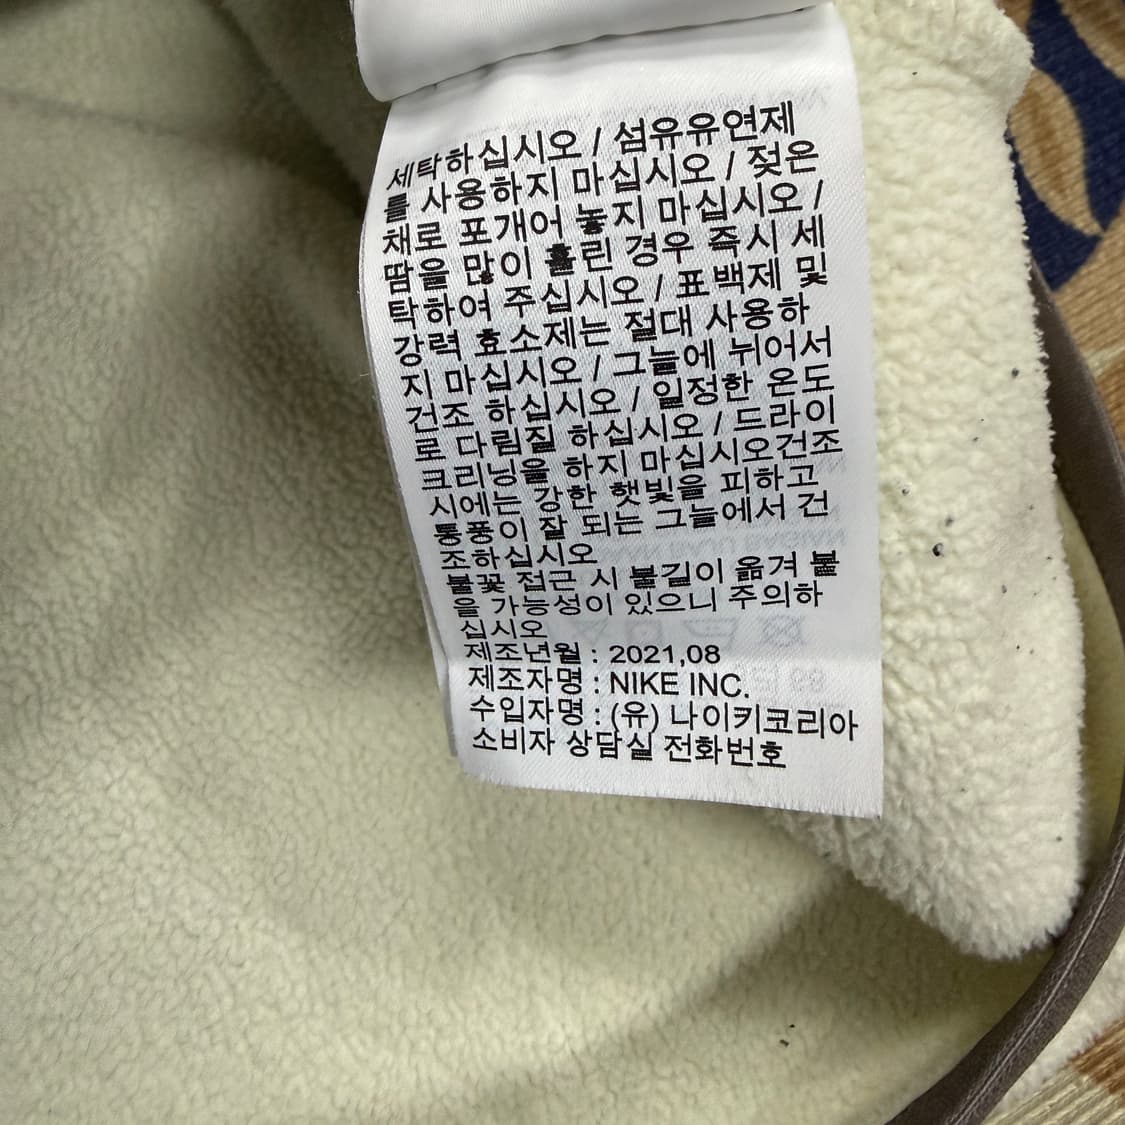 세탁하십시오 / 섬유유연제
를 사용하지 마십시오 / 젖은
채로 포개어 놓지 마십시오 /
땀을 많이 흘린 경우 즉시 세
탁하여 주십시오 / 표백제 및
강력 효소제는 절대 사용하
지 마십시오 / 그늘에 뉘어서
건조 하십시오 / 일정한 온도
로 다림질 하십시오 / 드라이
크리닝을 하지 마십시오건조
시에는 강한 햇빛을 피하고
통풍이 잘 되는 그늘에서 건
조하십시오
불꽃 접근 시 불길이 옮겨 붙
을 가능성이 있으니 주의하
십시오
제조년월 : 2021,08
제조자명 : NIKE INC.
수입자명 : (유) 나이키코리아
소비자 상담실 전화번호